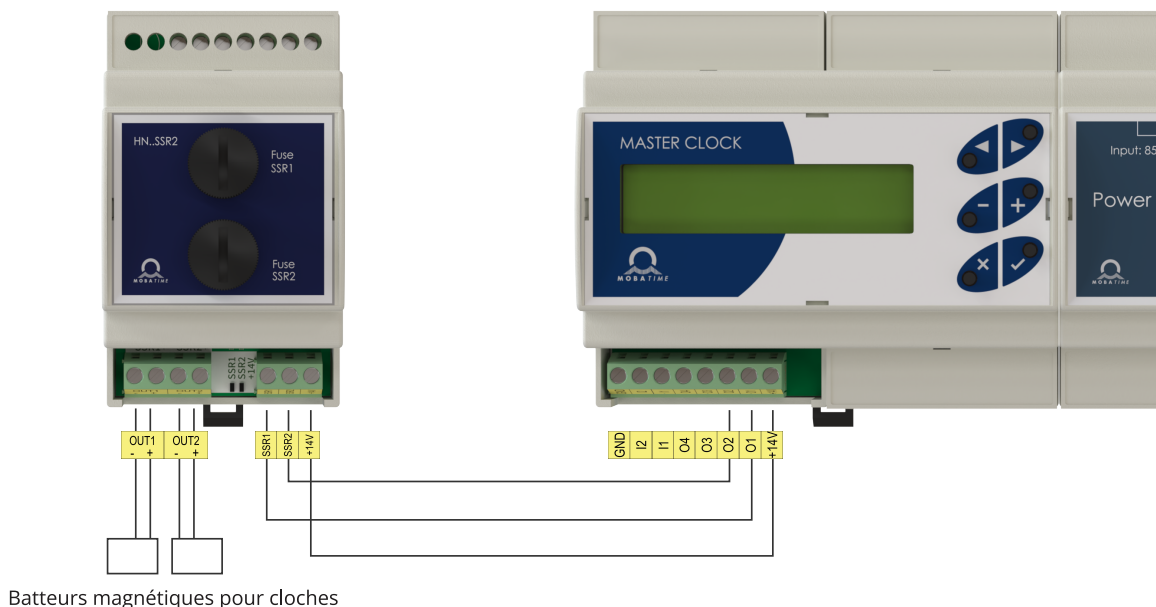 HN..SSR2
Fuse
SSR1
Fuse
SSR2
MOBATIME
SSR1
SSR2
+14V
OUT1
- +
OUT2
- +
SSR1
SSR2
+14V
MASTER CLOCK
MOBATIME
Input: 85
Power
MOBATIME
GND
I2
I1
O4
O3
O2
O1
+14V
Batteurs magnétiques pour cloches